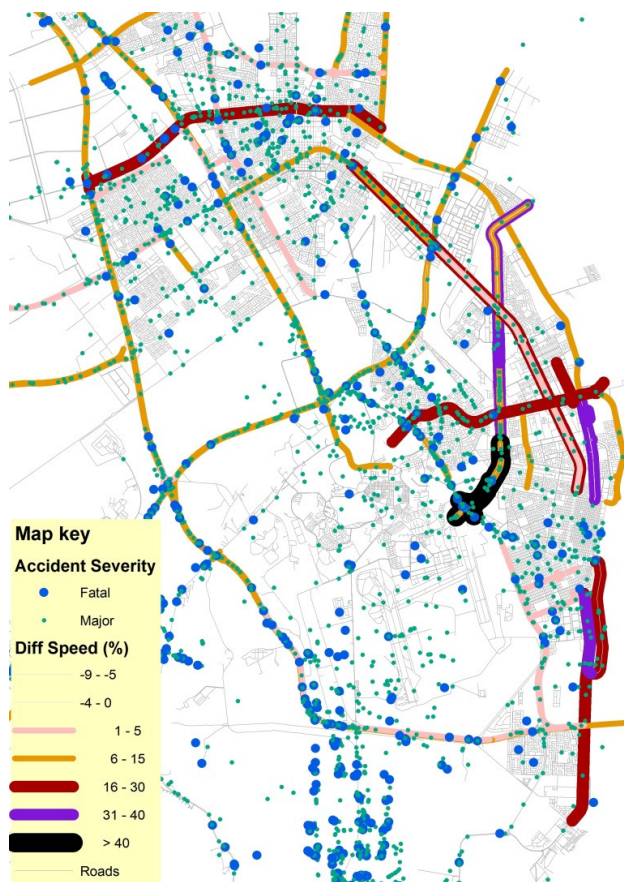 Map key
Accident Severity
Fatal
Major
Diff Speed (%)
-9 - -5
-4 - 0
1 - 5
6 - 15
16 - 30
31 - 40
> 40
Roads